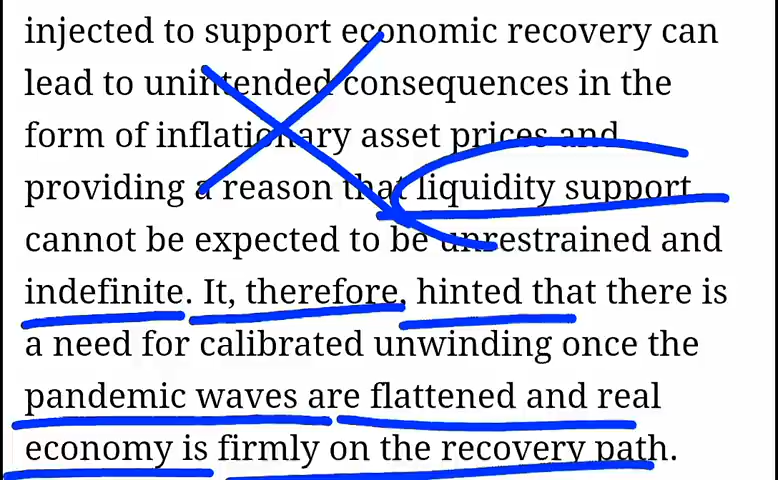 injected to support economic recovery can
lead to unintended consequences in the
form of inflationary asset prices and
providing a reason that liquidity support
cannot be expected to be unrestrained and
indefinite. It, therefore, hinted that there is
a need for calibrated unwinding once the
pandemic waves are flattened and real
economy is firmly on the recovery path.